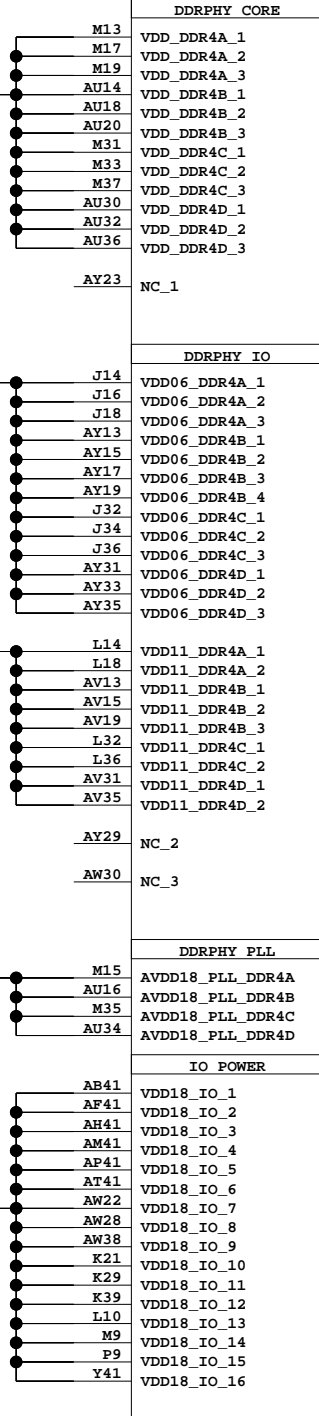 DDRPHY CORE
M13 VDD_DDR4A_1
M17 VDD_DDR4A_2
M19 VDD_DDR4A_3
AU14 VDD_DDR4B_1
AU18 VDD_DDR4B_2
AU20 VDD_DDR4B_3
M31 VDD_DDR4C_1
M33 VDD_DDR4C_2
M37 VDD_DDR4C_3
AU30 VDD_DDR4D_1
AU32 VDD_DDR4D_2
AU36 VDD_DDR4D_3
AY23 NC_1
DDRPHY IO
J14 VDD06_DDR4A_1
J16 VDD06_DDR4A_2
J18 VDD06_DDR4A_3
AY13 VDD06_DDR4B_1
AY15 VDD06_DDR4B_2
AY17 VDD06_DDR4B_3
AY19 VDD06_DDR4B_4
J32 VDD06_DDR4C_1
J34 VDD06_DDR4C_2
J36 VDD06_DDR4C_3
AY31 VDD06_DDR4D_1
AY33 VDD06_DDR4D_2
AY35 VDD06_DDR4D_3
L14 VDD11_DDR4A_1
L18 VDD11_DDR4A_2
AV13 VDD11_DDR4B_1
AV15 VDD11_DDR4B_2
AV19 VDD11_DDR4B_3
L32 VDD11_DDR4C_1
L36 VDD11_DDR4C_2
AV31 VDD11_DDR4D_1
AV35 VDD11_DDR4D_2
AY29 NC_2
AW30 NC_3
DDRPHY PLL
M15 AVDD18_PLL_DDR4A
AU16 AVDD18_PLL_DDR4B
M35 AVDD18_PLL_DDR4C
AU34 AVDD18_PLL_DDR4D
IO POWER
AB41 VDD18_IO_1
AF41 VDD18_IO_2
AH41 VDD18_IO_3
AM41 VDD18_IO_4
AP41 VDD18_IO_5
AT41 VDD18_IO_6
AW22 VDD18_IO_7
AW28 VDD18_IO_8
AW38 VDD18_IO_9
K21 VDD18_IO_10
K29 VDD18_IO_11
K39 VDD18_IO_12
L10 VDD18_IO_13
M9 VDD18_IO_14
P9 VDD18_IO_15
Y41 VDD18_IO_16